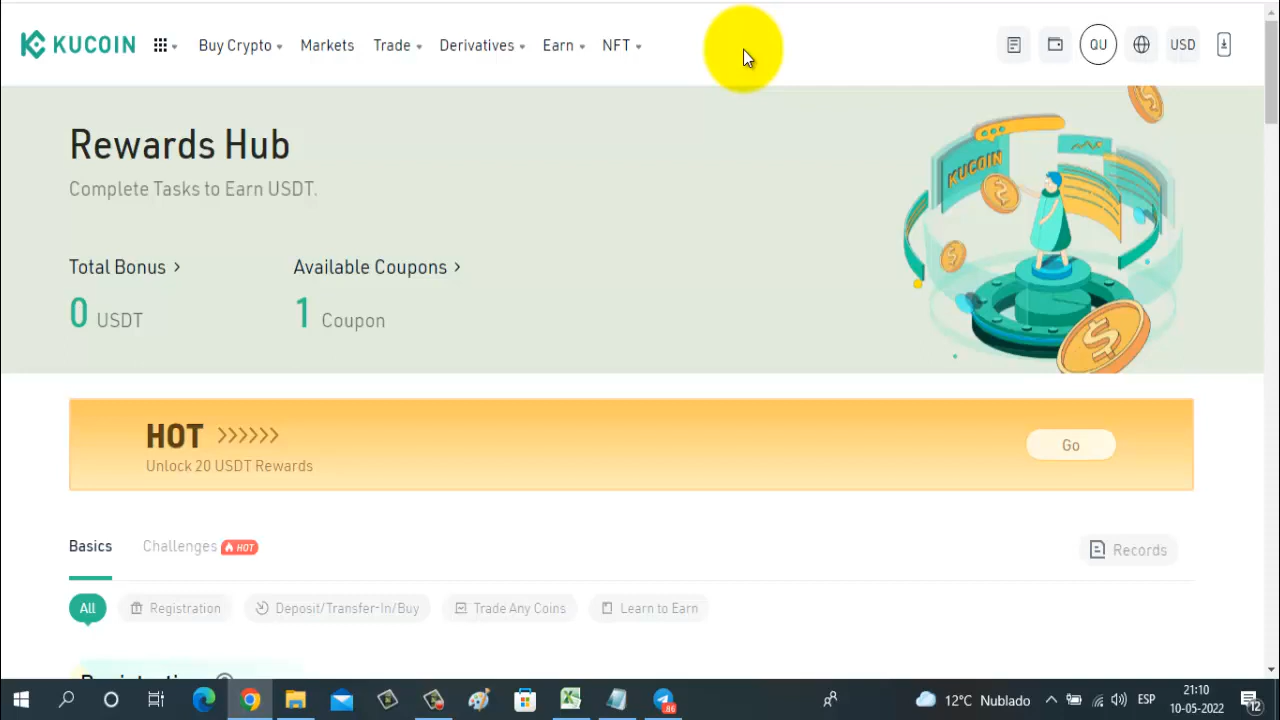 KUCOIN
Buy Crypto
Markets
Trade
Derivatives
Earn
NFT
QU
USD
Rewards Hub
Complete Tasks to Earn USDT.
KUCOIN
Total Bonus >
Available Coupons >
0 USDT
1 Coupon
HOT >>>>>>
Unlock 20 USDT Rewards
Go
Basics
Challenges
HOT
Records
All
Registration
Deposit/Transfer-In/Buy
Trade Any Coins
Learn to Earn
12°C Nublado
ESP
21:10
10-05-2022
12